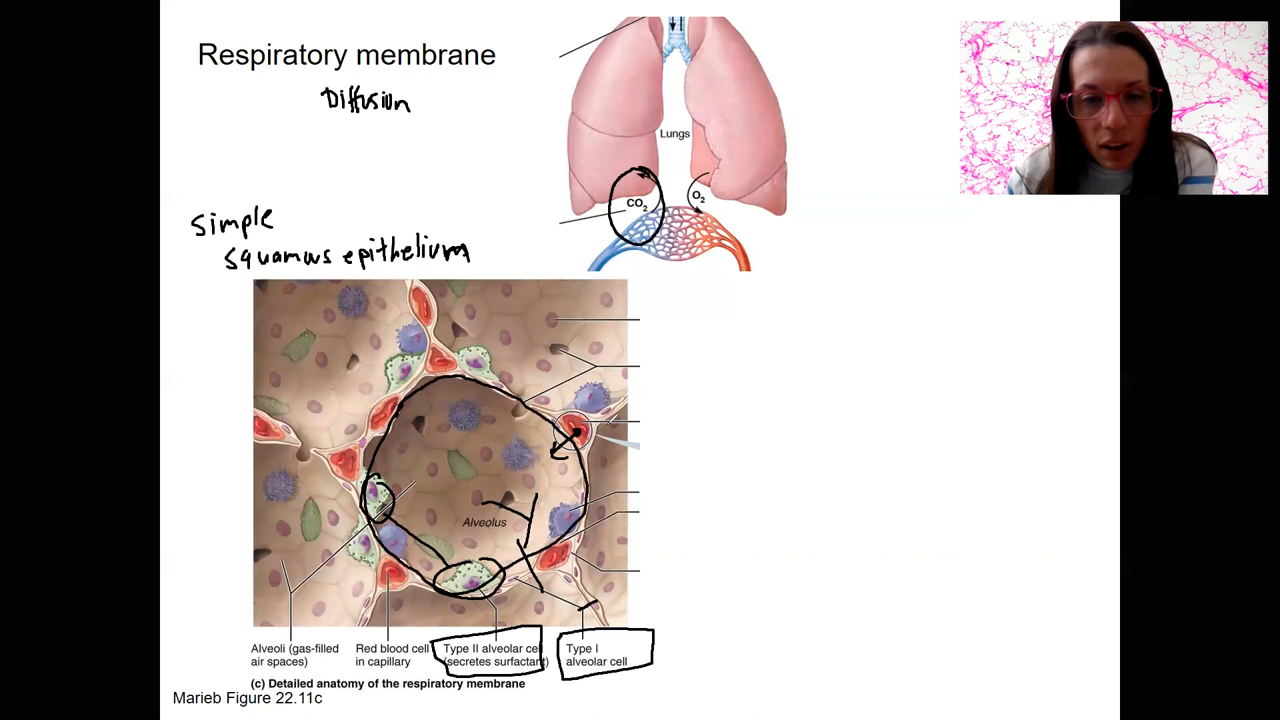 Respiratory membrane
Diffusion
Lungs
CO2
O2
Simple
squamous epithelium
Alveolus
Alveoli (gas-filled
air spaces)
Red blood cell
in capillary
Type II alveolar cell
(secretes surfactant)
Type I
alveolar cell
(c) Detailed anatomy of the respiratory membrane
Marieb Figure 22.11c